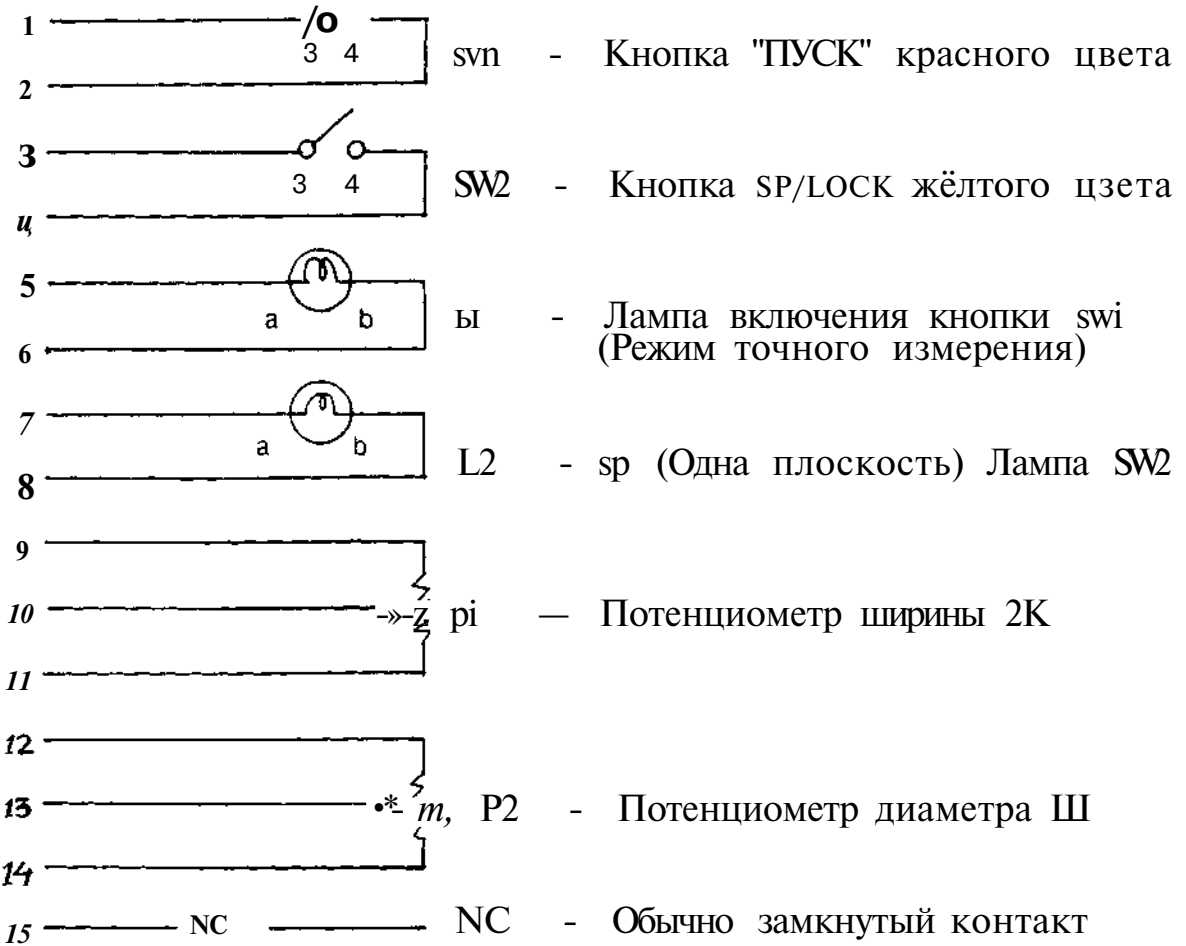 1 /o
3 4
svn - Кнопка "ПУСК" красного цвета
2
3
3 4
SW2 - Кнопка SP/LOCK жёлтого цзета
ц
5
a b
ы - Лампа включения кнопки swi
(Режим точного измерения)
6
7
a b
L2 - sp (Одна плоскость) Лампа SW2
8
9
10 -»-z pi — Потенциометр ширины 2K
11
12
13 •*- m, P2 - Потенциометр диаметра Ш
14
15 NC NC - Обычно замкнутый контакт